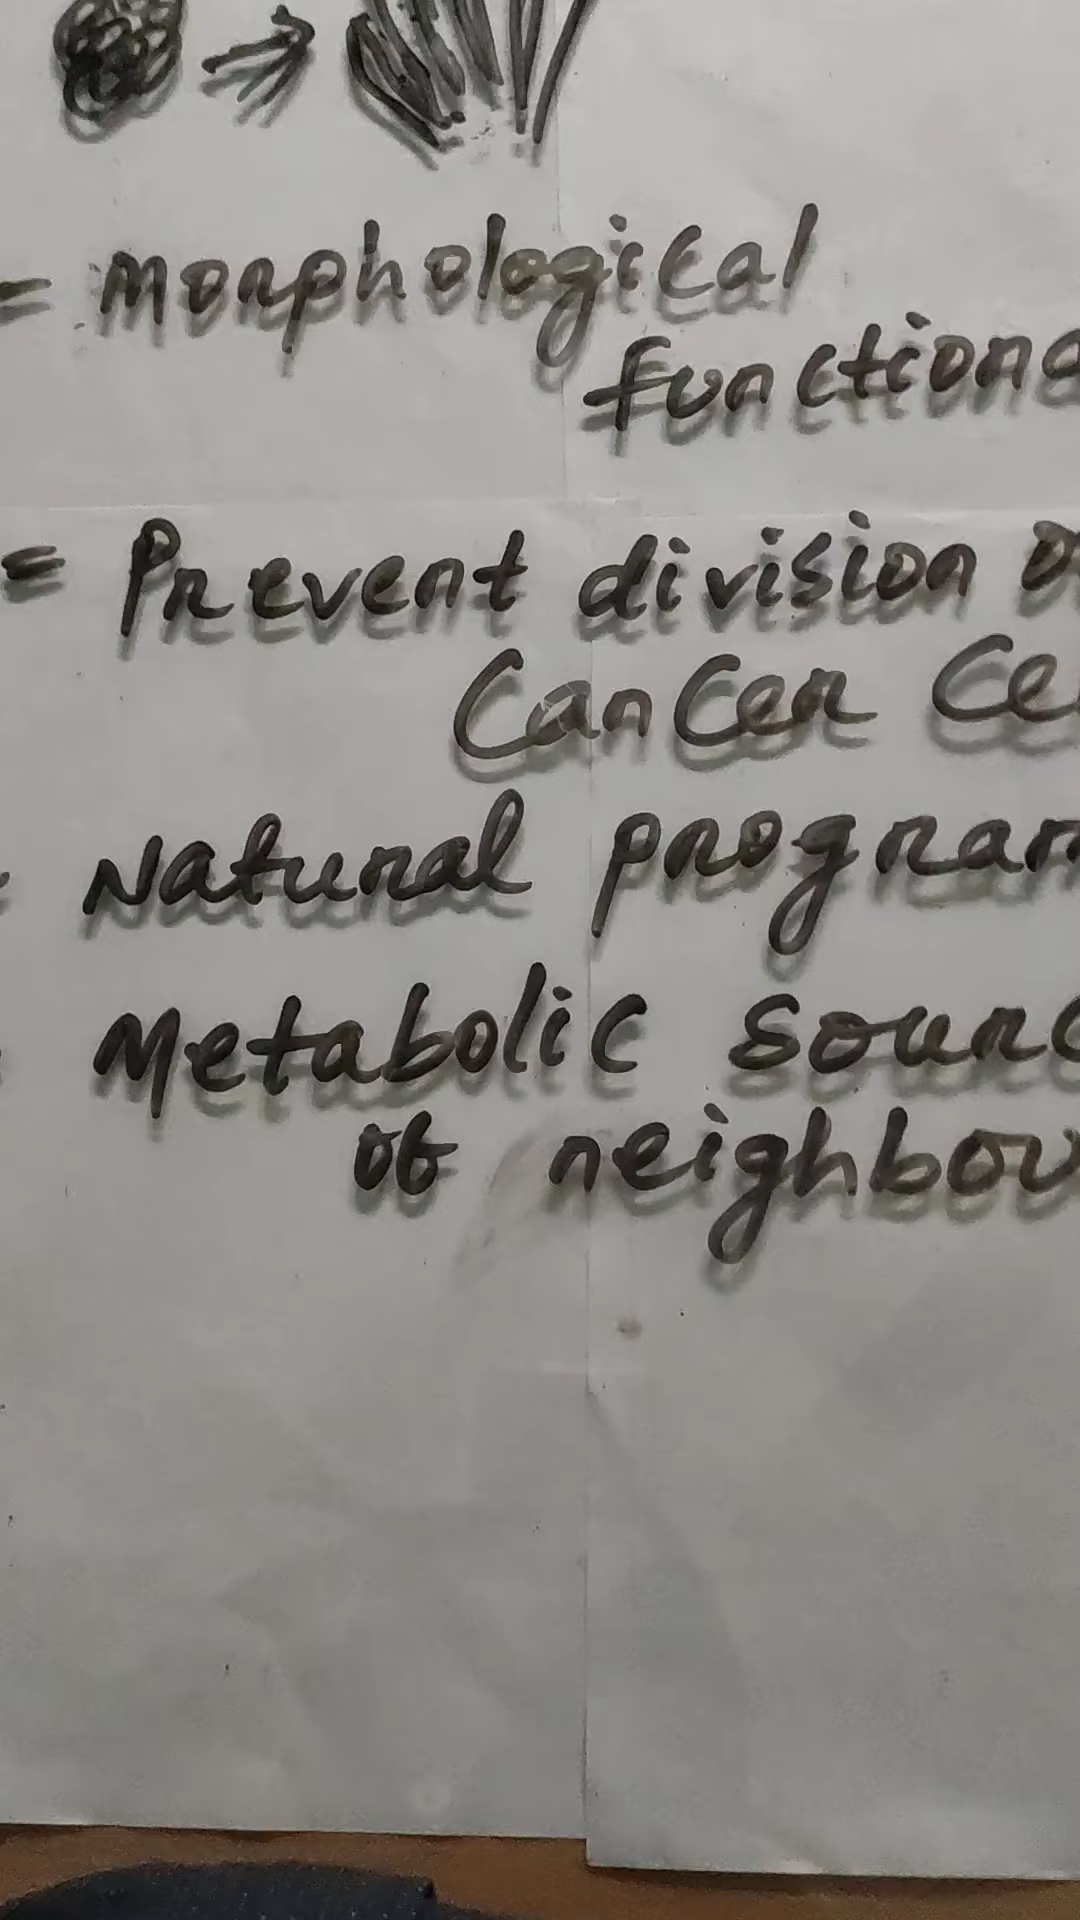 = Morphological
functiona
= Prevent division o
Cancer Ce
Natural program
Metabolic sourc
of neighbou